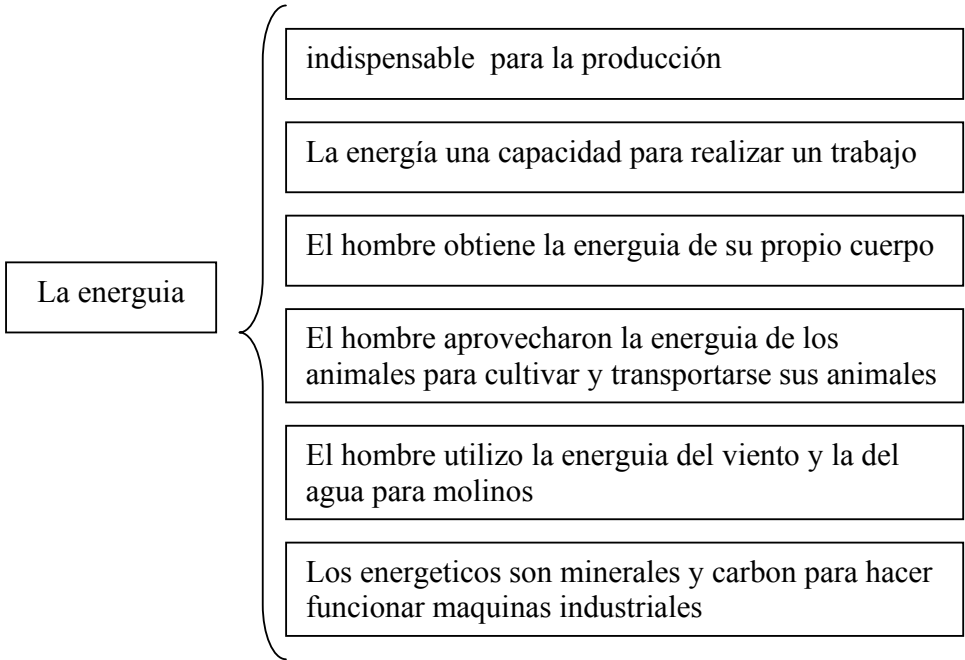 indispensable  para la producción
La energía una capacidad para realizar un trabajo
El hombre obtiene la energuia de su propio cuerpo
La energuia
El hombre aprovecharon la energuia de los
animales para cultivar y transportarse sus animales
El hombre utilizo la energuia del viento y la del
agua para molinos
Los energeticos son minerales y carbon para hacer
funcionar maquinas industriales